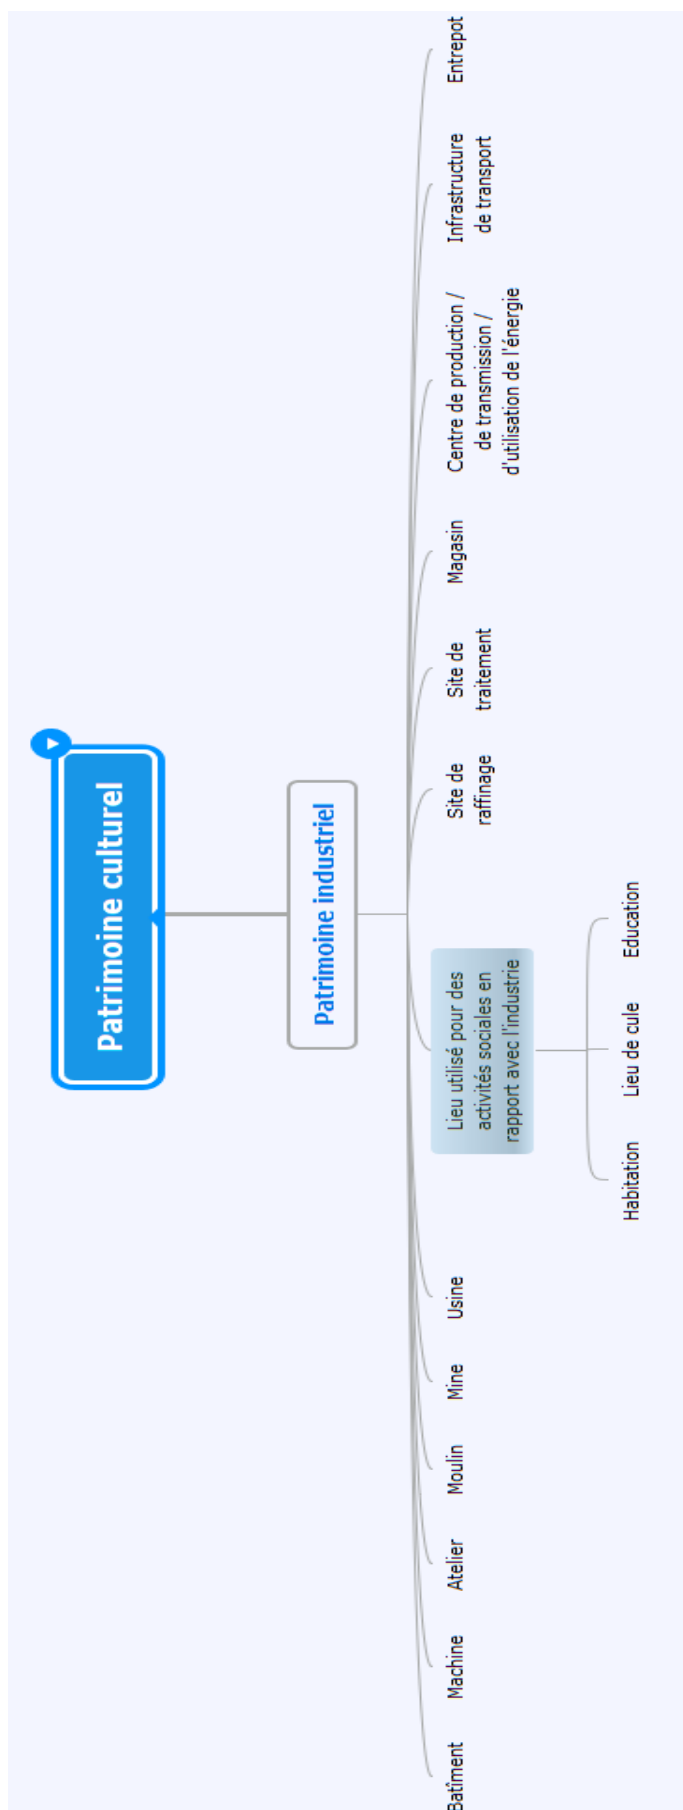 Patrimoine culturel
Patrimoine industriel
Batîment
Machine
Atelier
Moulin
Mine
Usine
Lieu utilisé pour des
activités sociales en
rapport avec l'industrie
Habitation
Lieu de cule
Education
Site de
raffinage
Site de
traitement
Magasin
Centre de production /
de transmission /
d'utilisation de l'énergie
Infrastructure
de transport
Entrepot